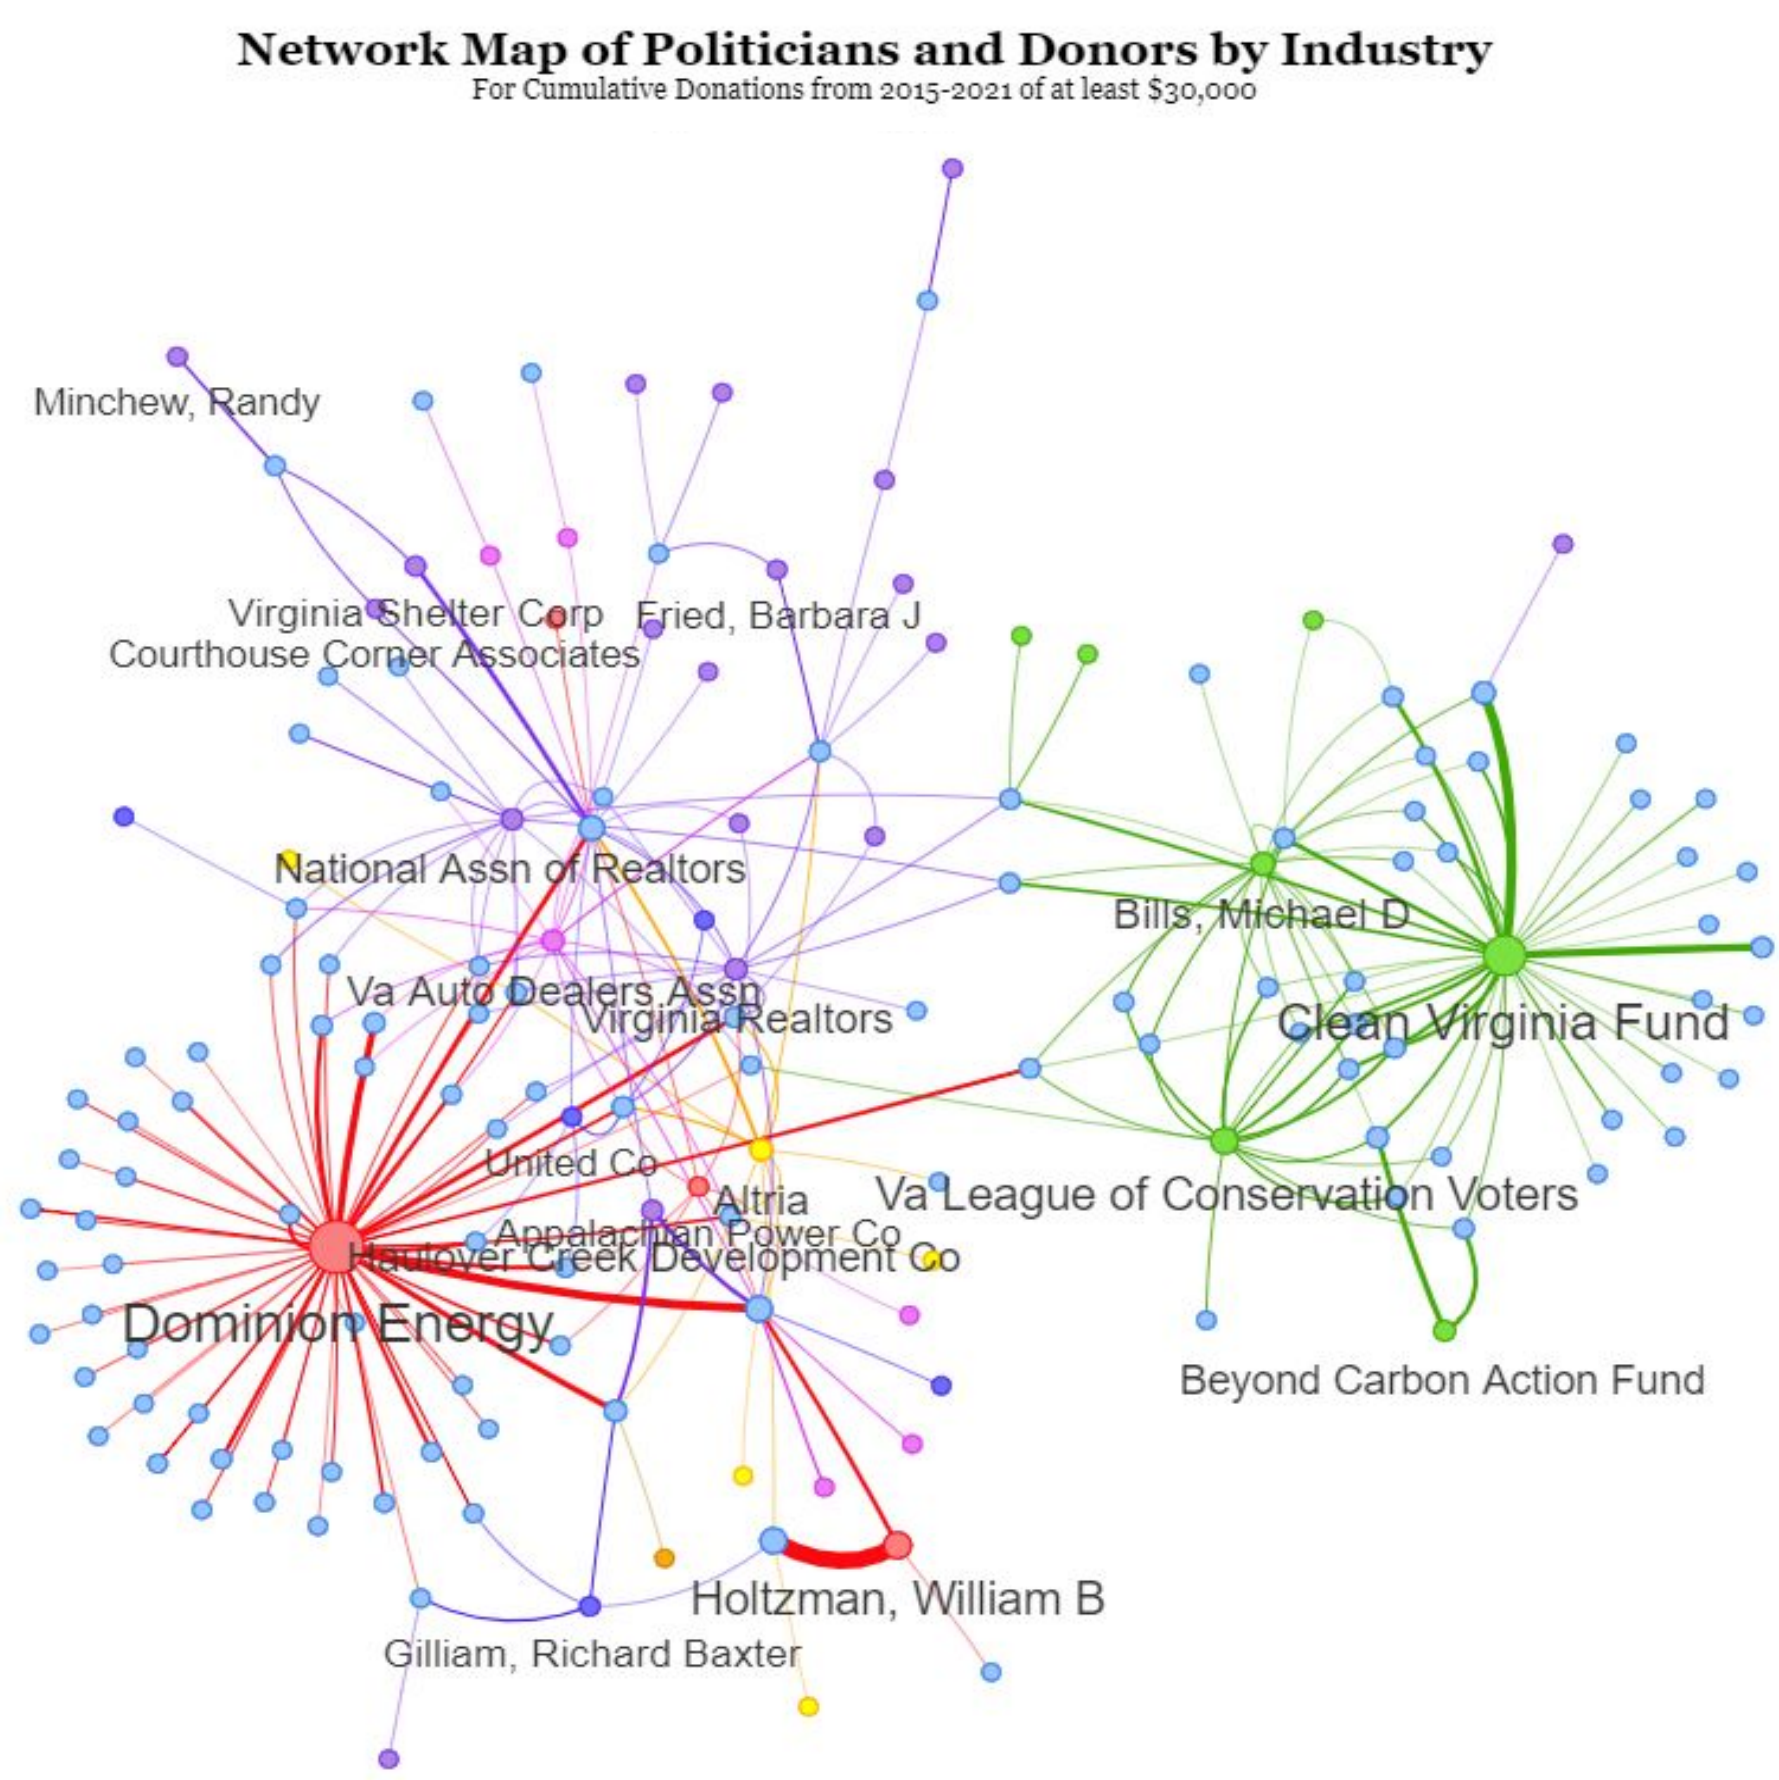 Network Map of Politicians and Donors by Industry
For Cumulative Donations from 2015-2021 of at least $30,000
Minchew, Randy
Virginia Shelter Corp
Fried, Barbara J
Courthouse Corner Associates
National Assn of Realtors
Bills, Michael D
Va Auto Dealers Assn
Virginia Realtors
Clean Virginia Fund
United Co
Altria
Va League of Conservation Voters
Appalachian Power Co
Haulover Creek Development Co
Dominion Energy
Beyond Carbon Action Fund
Holtzman, William B
Gilliam, Richard Baxter